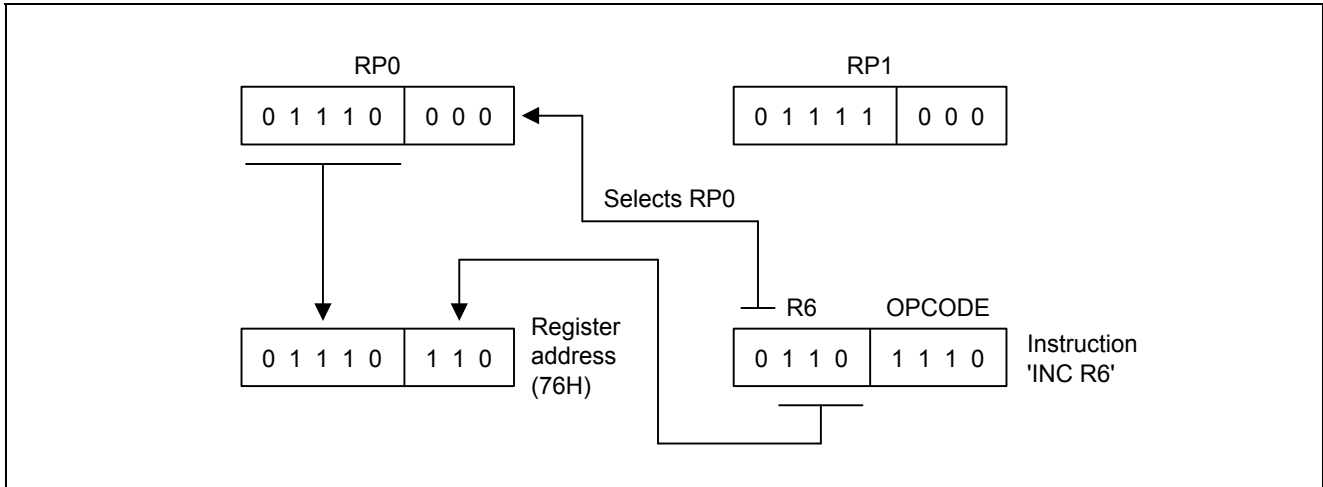 RP0
RP1
0 1 1 1 0 0 0 0
0 1 1 1 1 0 0 0
Selects RP0
R6 OPCODE
0 1 1 1 0 1 1 0
Register
address
(76H)
0 1 1 0 1 1 1 0
Instruction
'INC R6'